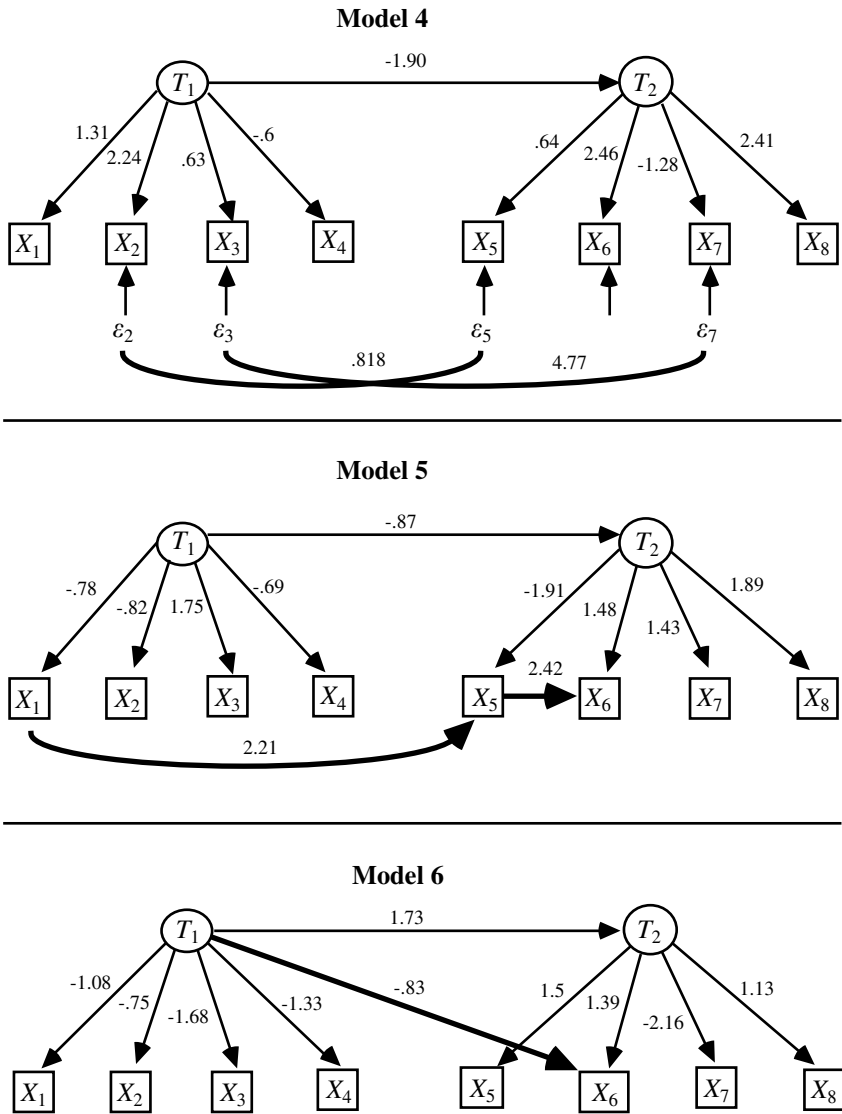 Model 4
-1.90
T1 T2
1.31 2.24 .63 -.6 .64 2.46 -1.28 2.41
X1 X2 X3 X4 X5 X6 X7 X8
ε2 ε3 ε5 ε7
.818 4.77
Model 5
-.87
T1 T2
-.78 -.82 1.75 -.69 -1.91 1.48 1.43 1.89
2.42
X1 X2 X3 X4 X5 X6 X7 X8
2.21
Model 6
1.73
T1 T2
-1.08 -.75 -1.68 -1.33 -.83 1.5 1.39 -2.16 1.13
X1 X2 X3 X4 X5 X6 X7 X8